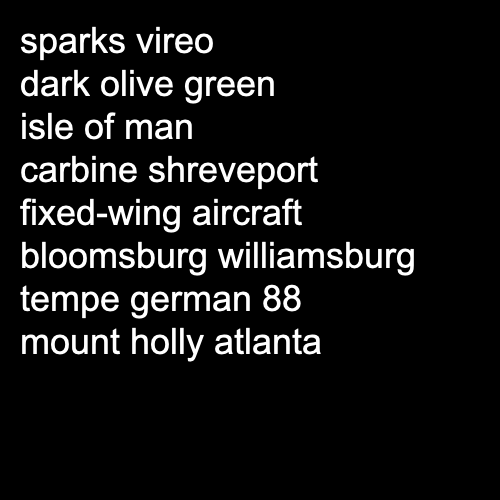 sparks vireo
dark olive green
isle of man
carbine shreveport
fixed-wing aircraft
bloomsburg williamsburg
tempe german 88
mount holly atlanta